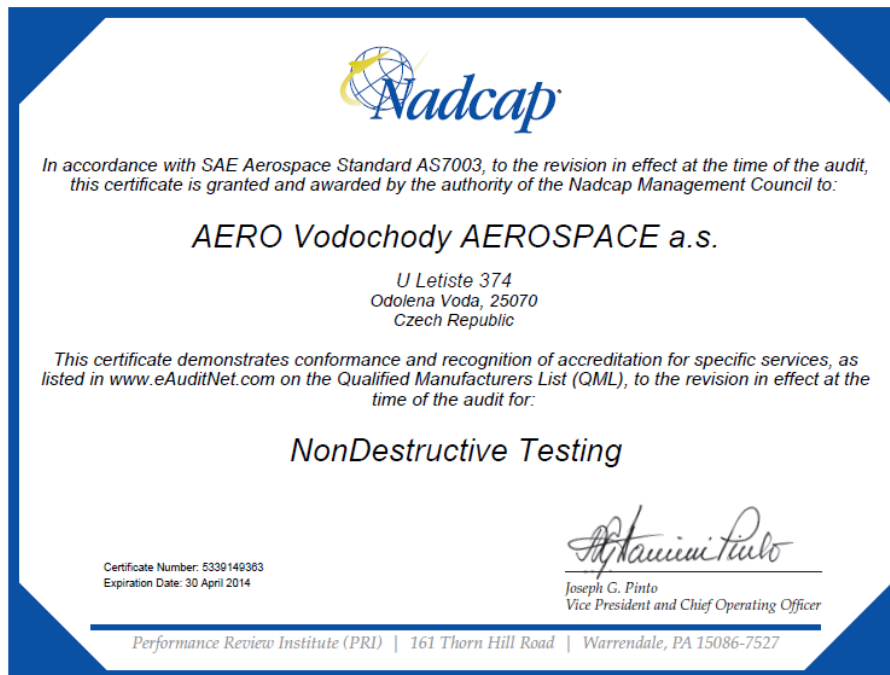 Nadcap
In accordance with SAE Aerospace Standard AS7003, to the revision in effect at the time of the audit,
this certificate is granted and awarded by the authority of the Nadcap Management Council to:
AERO Vodochody AEROSPACE a.s.
U Letiste 374
Odolena Voda, 25070
Czech Republic
This certificate demonstrates conformance and recognition of accreditation for specific services, as
listed in www.eAuditNet.com on the Qualified Manufacturers List (QML), to the revision in effect at the
time of the audit for:
NonDestructive Testing
Certificate Number: 5339149363
Expiration Date: 30 April 2014
Joseph G. Pinto
Vice President and Chief Operating Officer
Performance Review Institute (PRI) | 161 Thorn Hill Road | Warrendale, PA 15086-7527